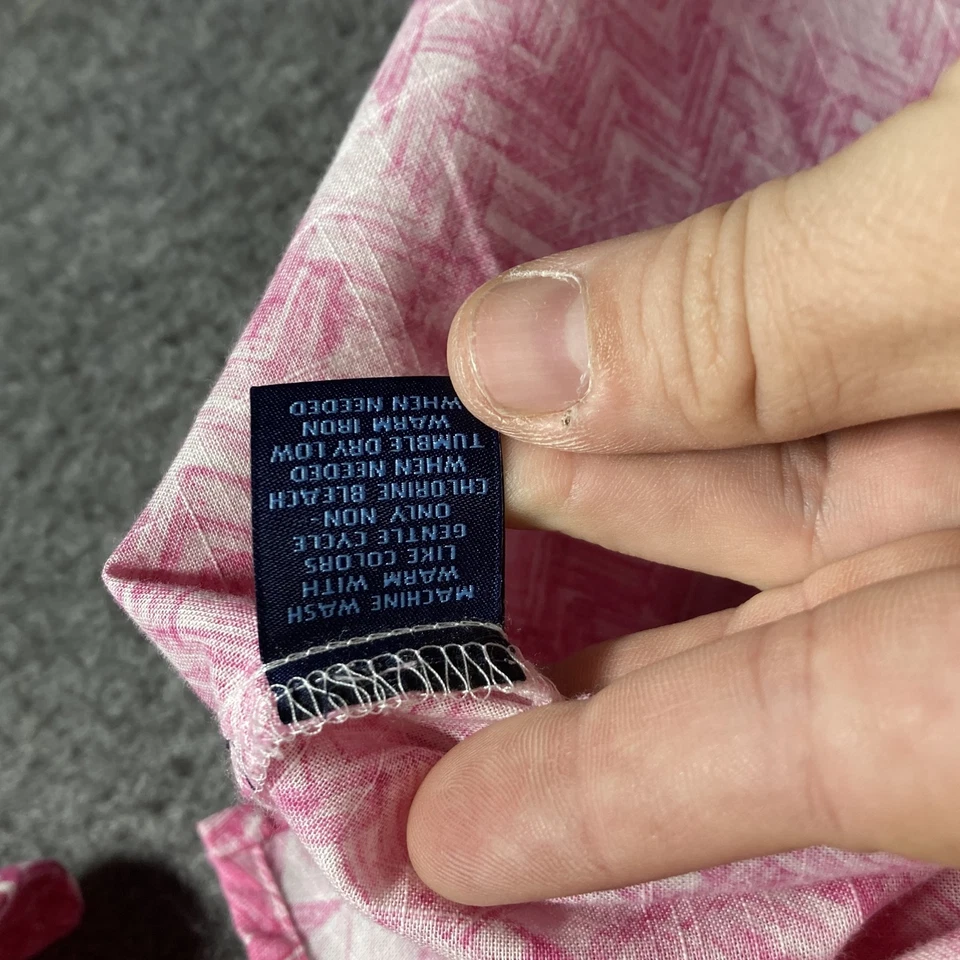 MACHINE WASH
WARM WITH
LIKE COLORS
GENTLE CYCLE
ONLY NON-
CHLORINE BLEACH
WHEN NEEDED
TUMBLE DRY LOW
WARM IRON
WHEN NEEDED